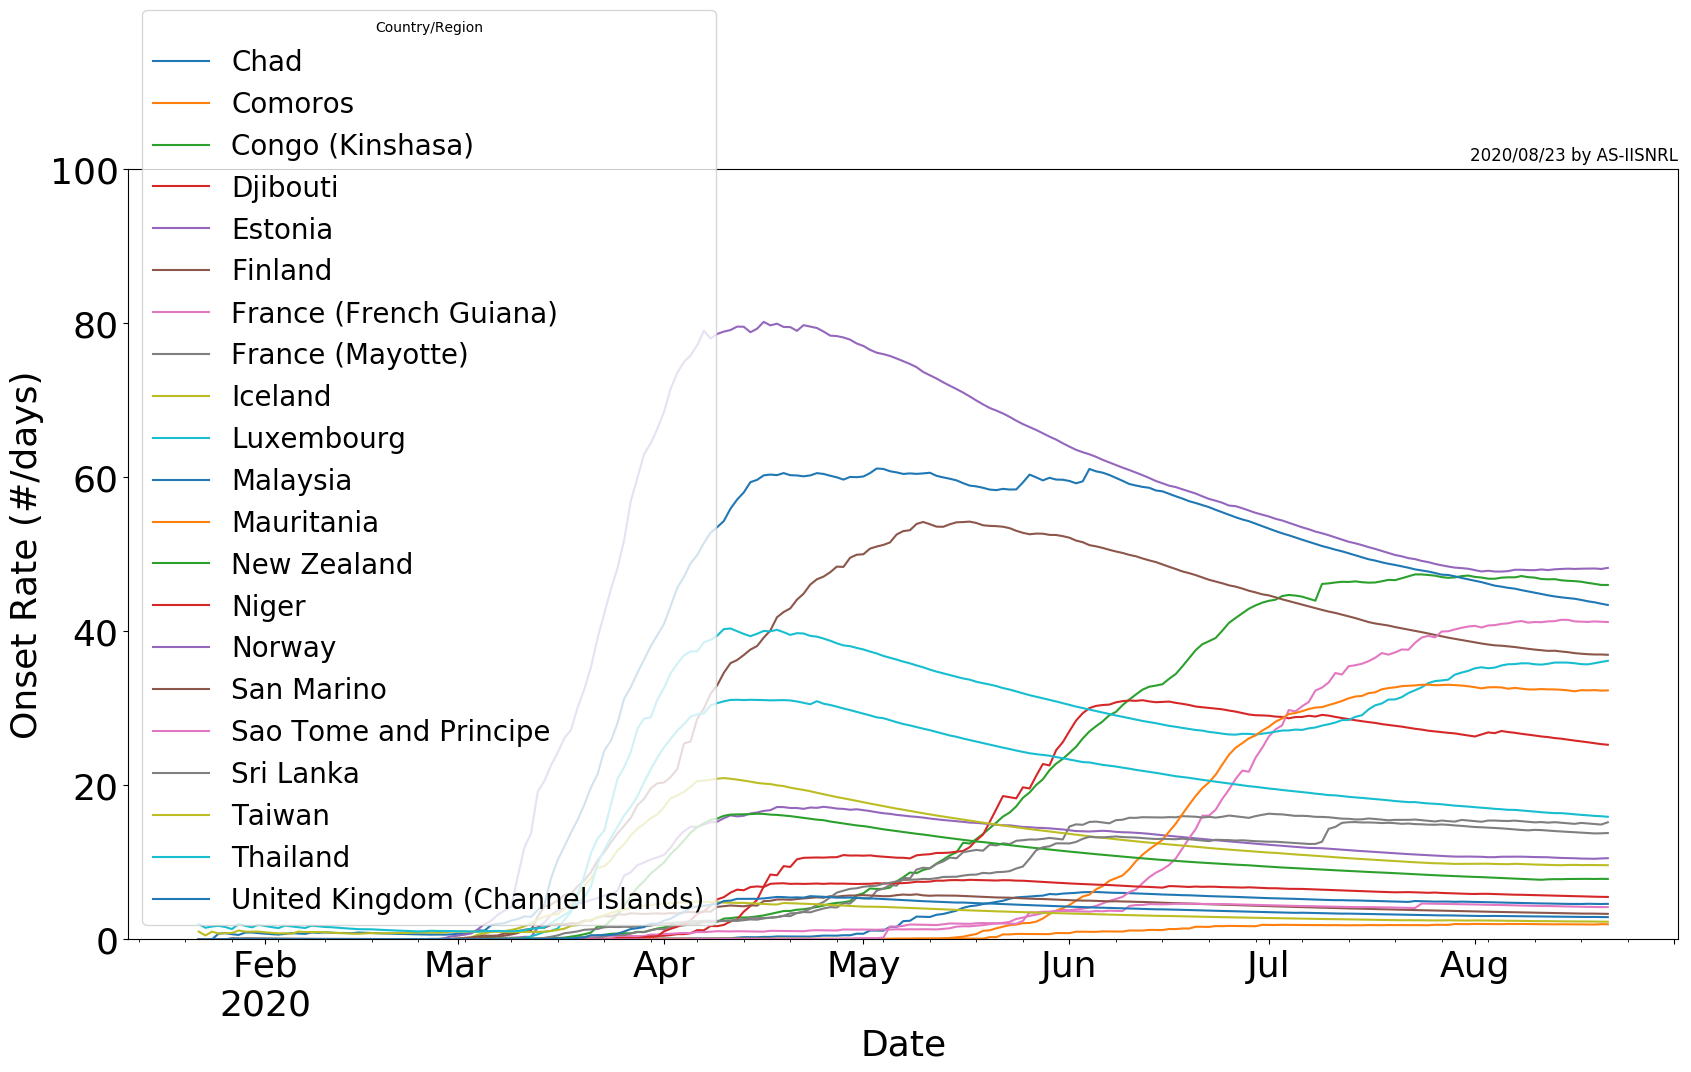 Country/Region
Chad
Comoros
Congo (Kinshasa)
Djibouti
Estonia
Finland
France (French Guiana)
France (Mayotte)
Iceland
Luxembourg
Malaysia
Mauritania
New Zealand
Niger
Norway
San Marino
Sao Tome and Principe
Sri Lanka
Taiwan
Thailand
United Kingdom (Channel Islands)
2020/08/23 by AS-IISNRL
100
80
60
40
20
0
Onset Rate (#/days)
Feb Mar Apr May Jun Jul Aug
2020
Date